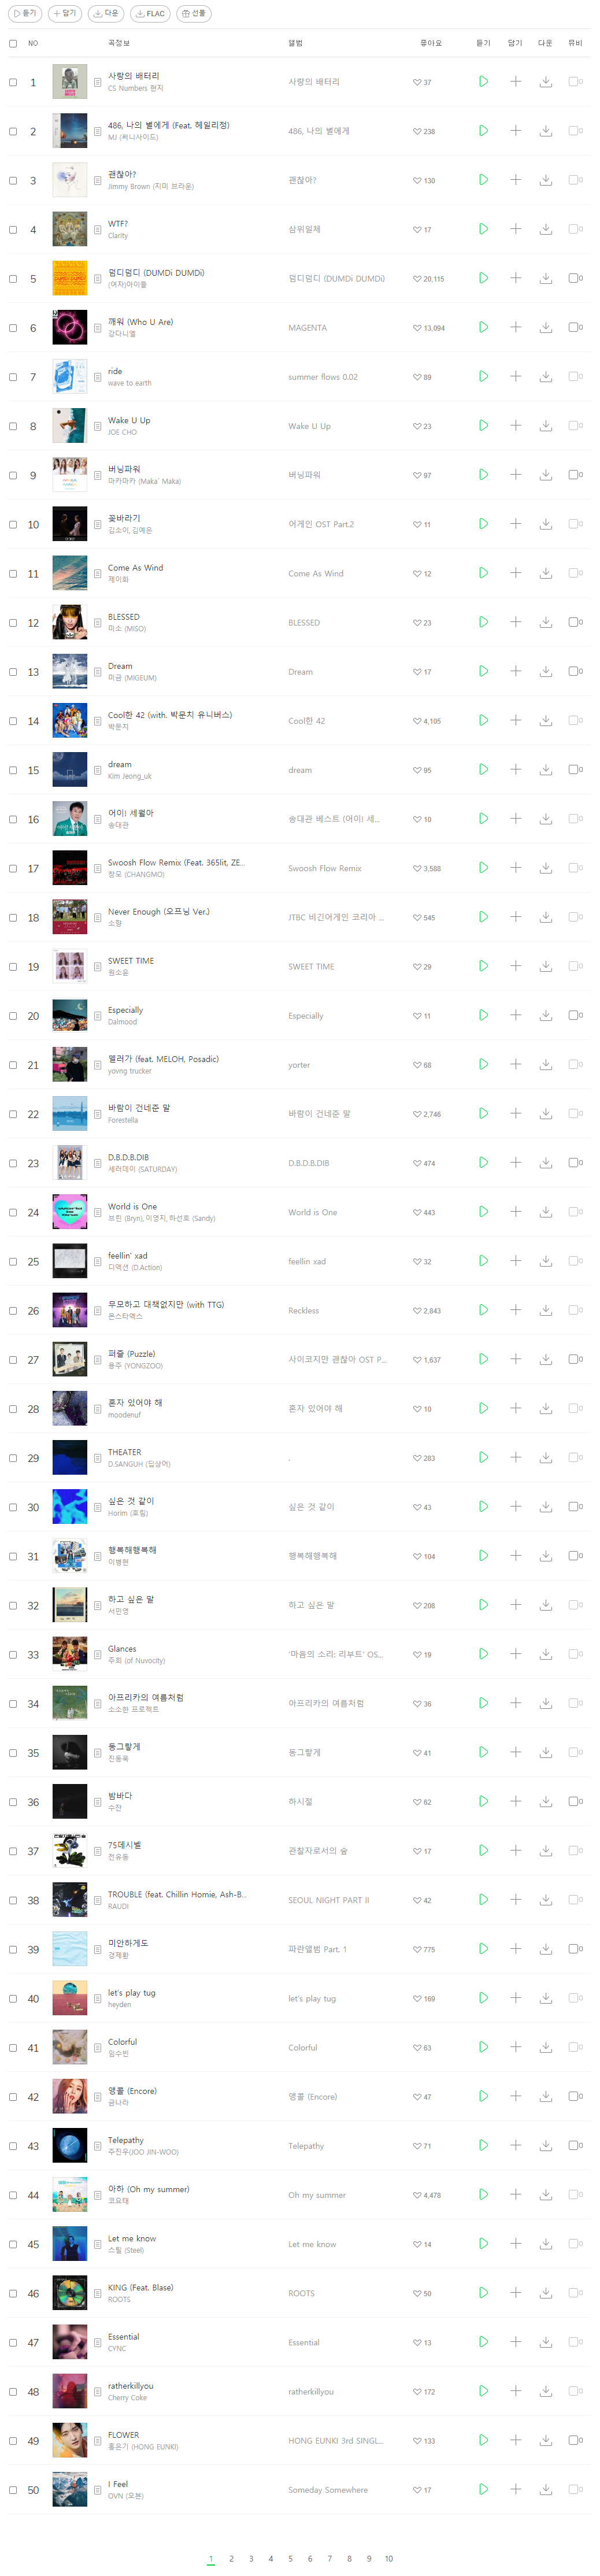 듣기 담기 다운 FLAC 선물
NO 곡정보 앨범 좋아요 듣기 담기 다운 뮤비
1 사랑의 배터리 사랑의 배터리 37 0
CS Numbers 현지
2 486, 나의 별에게 (Feat. 헤일리정) 486, 나의 별에게 238 0
MJ (써니사이드)
3 괜찮아? 괜찮아? 130 0
Jimmy Brown (지미 브라운)
4 WTF? 삼위일체 17 0
Clarity
5 덤디덤디 (DUMDi DUMDi) 덤디덤디 (DUMDi DUMDi) 20,115 0
(여자)아이들
6 깨워 (Who U Are) MAGENTA 13,094 0
강다니엘
7 ride summer flows 0.02 89 0
wave to earth
8 Wake U Up Wake U Up 23 0
JOE CHO
9 버닝파워 버닝파워 97 0
마카마카 (Maka` Maka)
10 꽃바라기 어게인 OST Part.2 11 0
김소이, 김예은
11 Come As Wind Come As Wind 12 0
제이화
12 BLESSED BLESSED 23 0
미소 (MISO)
13 Dream Dream 17 0
미금 (MIGEUM)
14 Cool한 42 (with. 박문치 유니버스) Cool한 42 4,105 0
박문치
15 dream dream 95 0
Kim Jeong_uk
16 어이! 세월아 송대관 베스트 (어이! 세... 10 0
송대관
17 Swoosh Flow Remix (Feat. 365lit, ZE... Swoosh Flow Remix 3,588 0
창모 (CHANGMO)
18 Never Enough (오프닝 Ver.) JTBC 비긴어게인 코리아 ... 545 0
소향
19 SWEET TIME SWEET TIME 29 0
원소윤
20 Especially Especially 11 0
Dalmood
21 멀러가 (feat. MELOH, Posadic) yorter 68 0
yovng trucker
22 바람이 건네준 말 바람이 건네준 말 2,746 0
Forestella
23 D.B.D.B.DIB D.B.D.B.DIB 474 0
세러데이 (SATURDAY)
24 World is One World is One 443 0
브린 (Bryn), 이영지, 하선호 (Sandy)
25 feellin' xad feellin xad 32 0
디액션 (D.Action)
26 무모하고 대책없지만 (with TTG) Reckless 2,843 0
몬스타엑스
27 퍼즐 (Puzzle) 사이코지만 괜찮아 OST P... 1,637 0
용주 (YONGZOO)
28 혼자 있어야 해 혼자 있어야 해 10 0
moodenuf
29 THEATER . 283 0
D.SANGUH (딥상어)
30 싶은 것 같이 싶은 것 같이 43 0
Horim (호림)
31 행복해행복해 행복해행복해 104 0
이병현
32 하고 싶은 말 하고 싶은 말 208 0
서민영
33 Glances '마음의 소리: 리부트' OS... 19 0
주희 (of Nuvocity)
34 아프리카의 여름처럼 아프리카의 여름처럼 36 0
소소한 프로젝트
35 동그랗게 동그랗게 41 0
진동욱
36 밤바다 하시절 62 0
수잔
37 75데시벨 관찰자로서의 숲 17 0
전유동
38 TROUBLE (feat. Chillin Homie, Ash-B... SEOUL NIGHT PART II 42 0
RAUDI
39 미안하게도 파란앨범 Part. 1 775 0
경제환
40 let's play tug let's play tug 169 0
heyden
41 Colorful Colorful 63 0
임수빈
42 앵콜 (Encore) 앵콜 (Encore) 47 0
금나라
43 Telepathy Telepathy 71 0
주진우(JOO JIN-WOO)
44 아하 (Oh my summer) Oh my summer 4,478 0
코요태
45 Let me know Let me know 14 0
스틸 (Steel)
46 KING (Feat. Blase) ROOTS 50 0
ROOTS
47 Essential Essential 13 0
CYNC
48 ratherkillyou ratherkillyou 172 0
Cherry Coke
49 FLOWER HONG EUNKI 3rd SINGL... 133 0
홍은기 (HONG EUNKI)
50 I Feel Someday Somewhere 17 0
OVN (오븐)
1 2 3 4 5 6 7 8 9 10